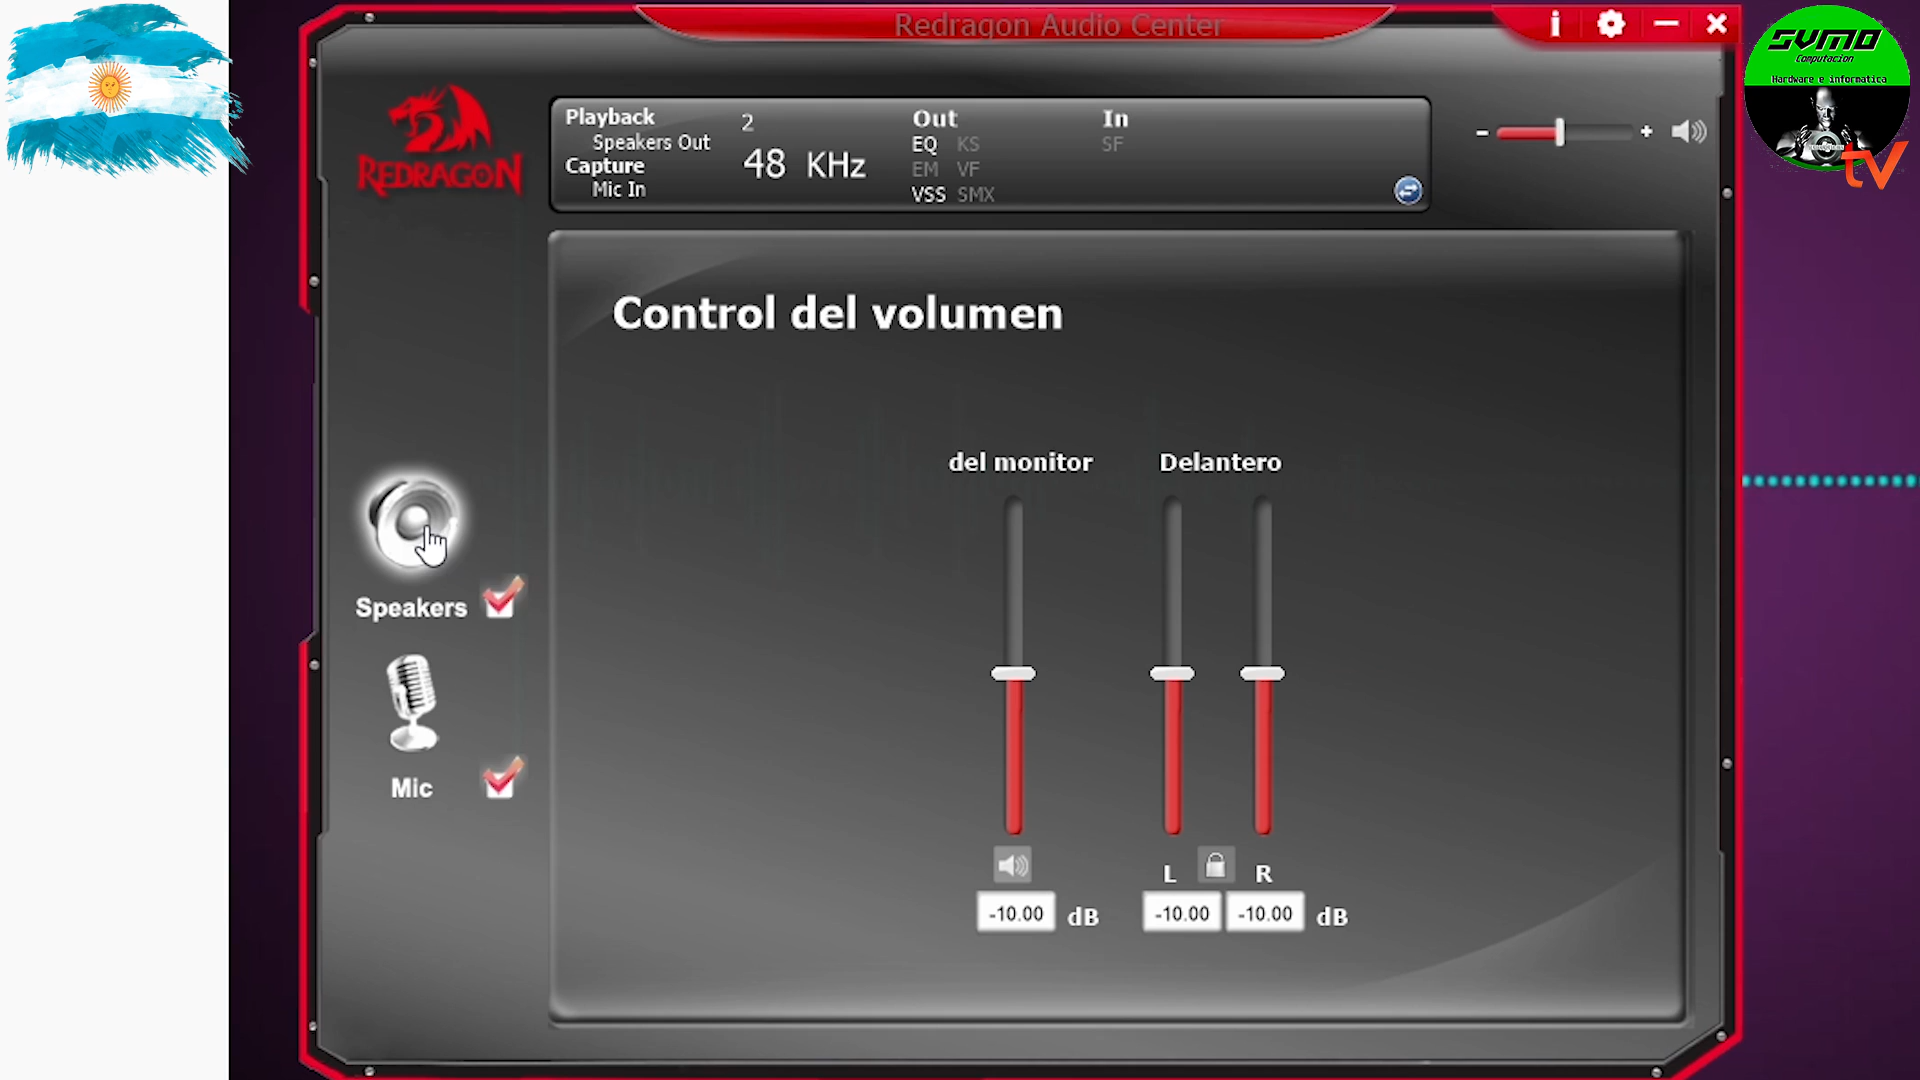 Redragon Audio Center
i
SVMO
Computacion
Hardware e informatica
TV
REDRAGON
Playback
Speakers Out
Capture
Mic In
2
48 KHz
Out
EQ KS
EM VF
VSS SMX
In
SF
- +
Control del volumen
del monitor
Delantero
Speakers
Mic
L R
-10.00 dB
-10.00 -10.00 dB